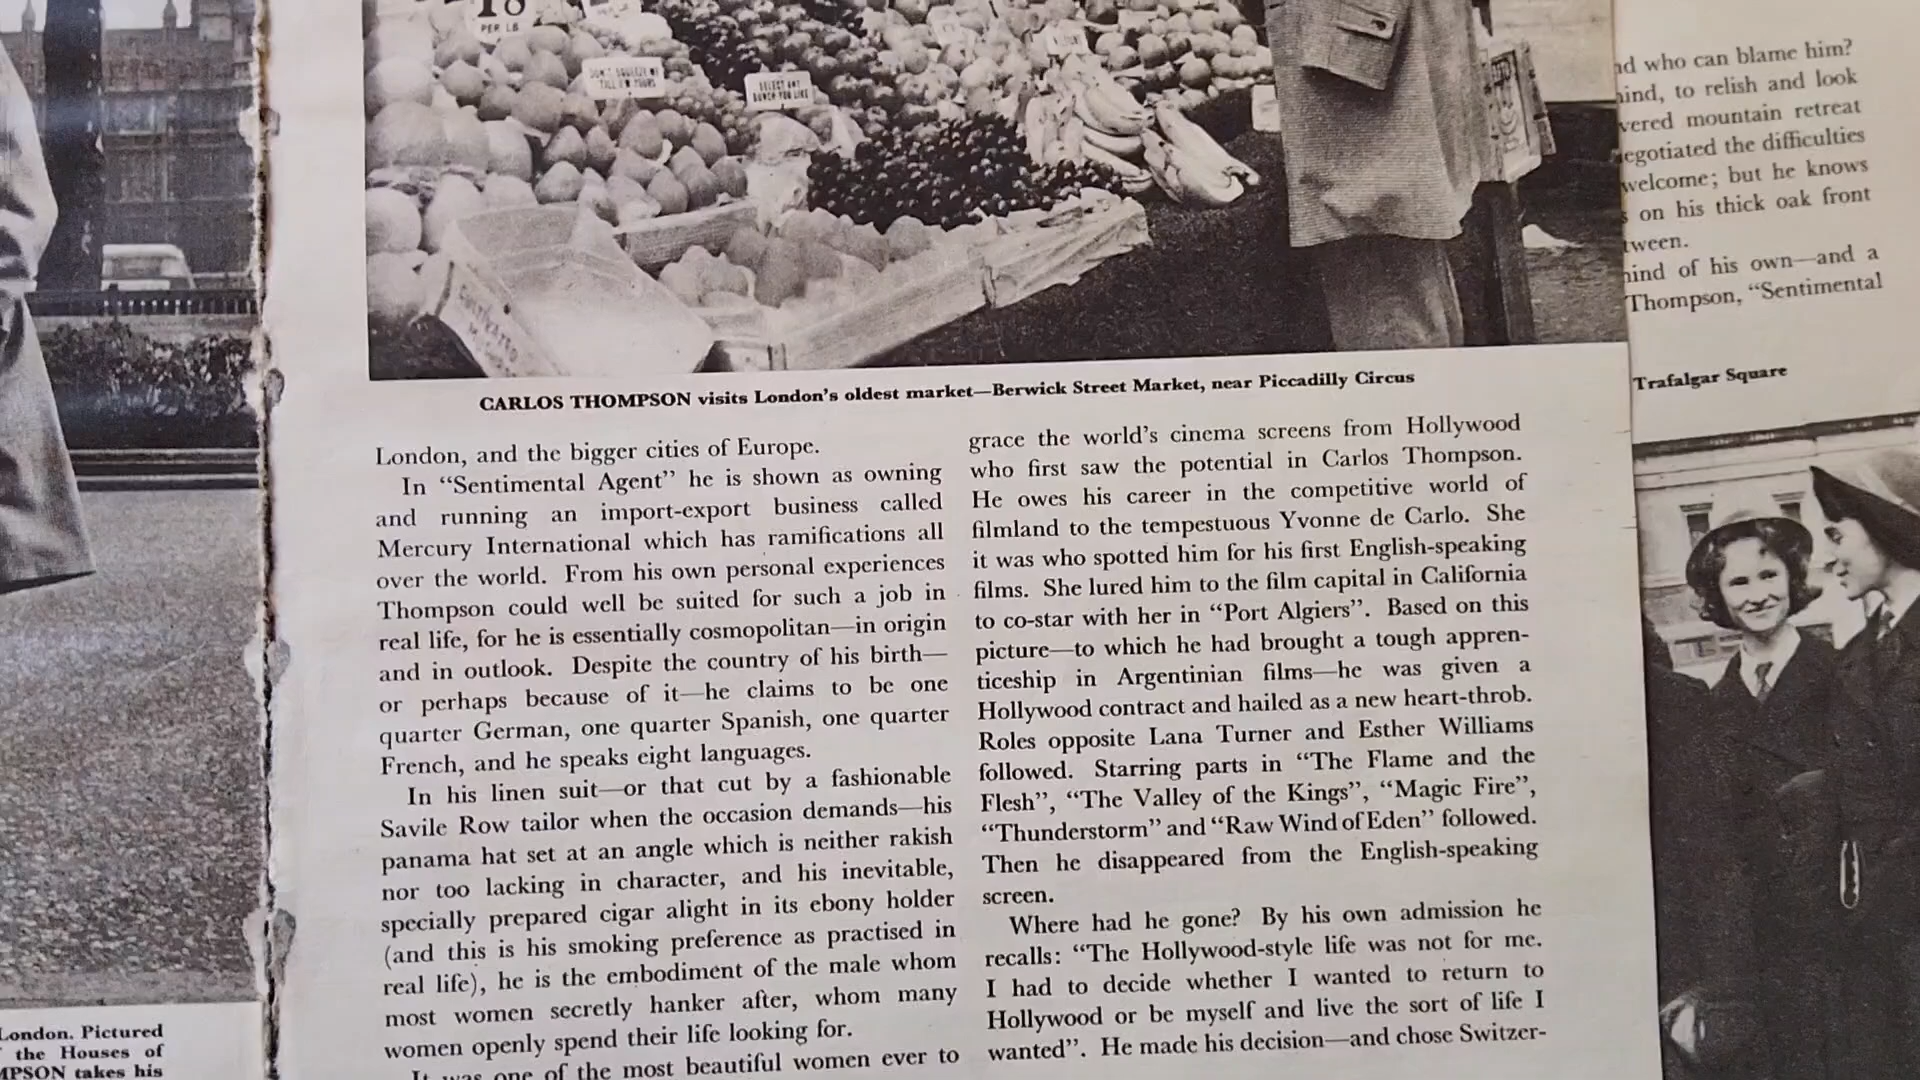 18
PER LB
DON'T SQUEEZE ME
TILL I'M YOURS
SELECT ANY
BUNCH YOU LIKE
CARLOS THOMPSON visits London's oldest market—Berwick Street Market, near Piccadilly Circus
London, and the bigger cities of Europe.
In “Sentimental Agent” he is shown as owning
and running an import-export business called
Mercury International which has ramifications all
over the world. From his own personal experiences
Thompson could well be suited for such a job in
real life, for he is essentially cosmopolitan—in origin
and in outlook. Despite the country of his birth—
or perhaps because of it—he claims to be one
quarter German, one quarter Spanish, one quarter
French, and he speaks eight languages.
In his linen suit—or that cut by a fashionable
Savile Row tailor when the occasion demands—his
panama hat set at an angle which is neither rakish
nor too lacking in character, and his inevitable,
specially prepared cigar alight in its ebony holder
(and this is his smoking preference as practised in
real life), he is the embodiment of the male whom
most women secretly hanker after, whom many
women openly spend their life looking for.
It was one of the most beautiful women ever to
grace the world's cinema screens from Hollywood
who first saw the potential in Carlos Thompson.
He owes his career in the competitive world of
filmland to the tempestuous Yvonne de Carlo. She
it was who spotted him for his first English-speaking
films. She lured him to the film capital in California
to co-star with her in “Port Algiers”. Based on this
picture—to which he had brought a tough appren-
ticeship in Argentinian films—he was given a
Hollywood contract and hailed as a new heart-throb.
Roles opposite Lana Turner and Esther Williams
followed. Starring parts in “The Flame and the
Flesh”, “The Valley of the Kings”, “Magic Fire”,
“Thunderstorm” and “Raw Wind of Eden” followed.
Then he disappeared from the English-speaking
screen.
Where had he gone? By his own admission he
recalls: “The Hollywood-style life was not for me.
I had to decide whether I wanted to return to
Hollywood or be myself and live the sort of life I
wanted”. He made his decision—and chose Switzer-
nd who can blame him?
ind, to relish and look
vered mountain retreat
egotiated the difficulties
welcome; but he knows
s on his thick oak front
tween.
ind of his own—and a
Thompson, “Sentimental
Trafalgar Square
London. Pictured
the Houses of
MPSON takes his